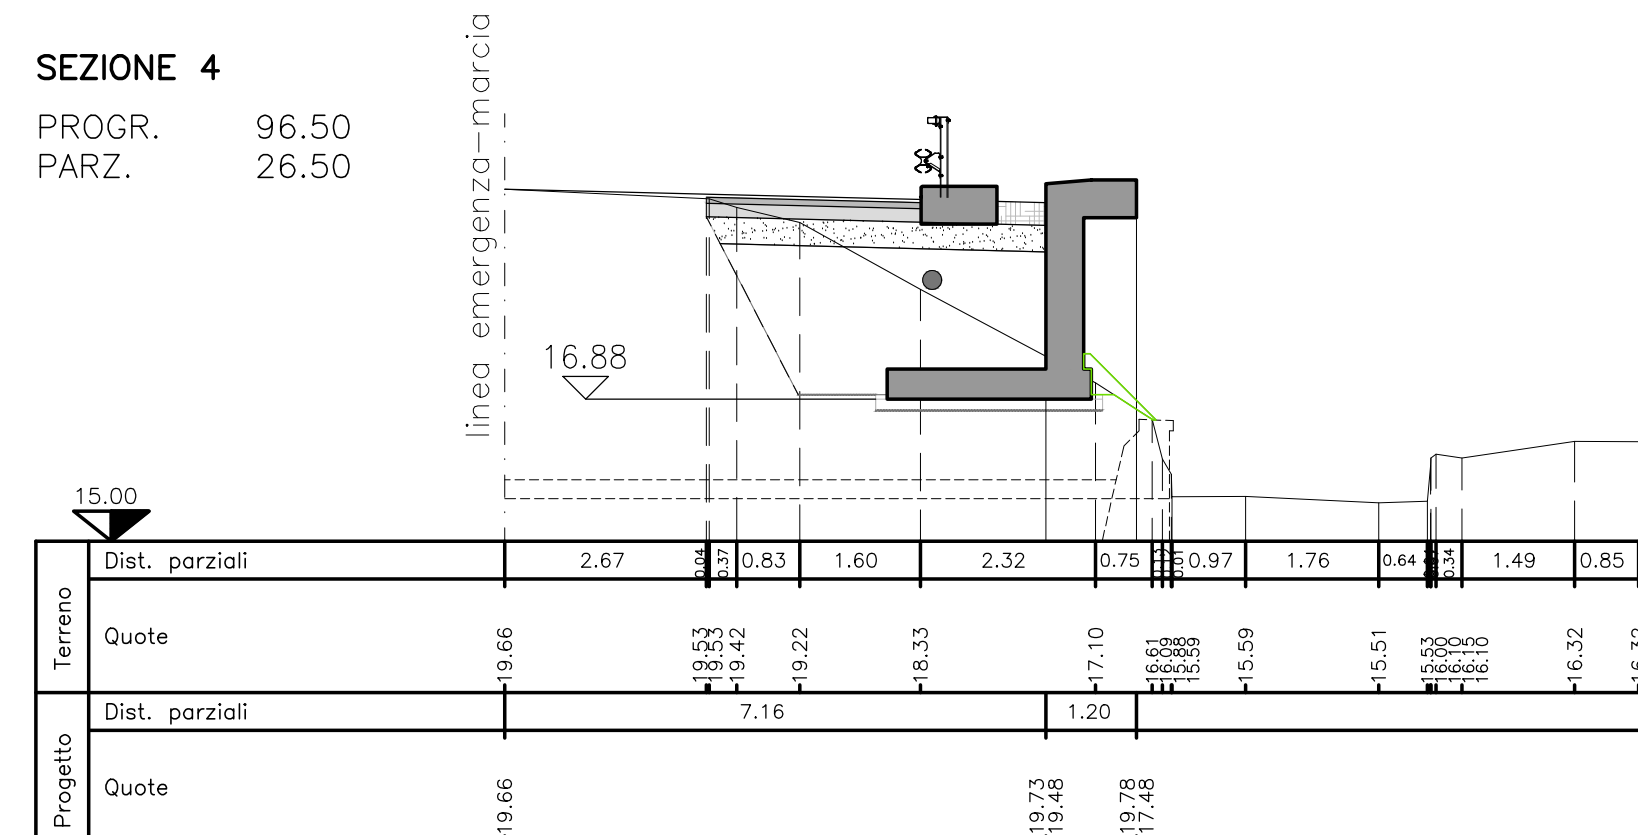 SEZIONE 4
PROGR. 96.50
PARZ. 26.50
linea emergenza-marcia
16.88
15.00
Terreno
Dist. parziali 2.67 0.04 0.37 0.83 1.60 2.32 0.75 0.01 0.97 1.76 0.64 0.34 1.49 0.85
Quote 19.66 19.53 19.53 19.42 19.22 18.33 17.10 16.61 16.09 15.88 15.59 15.59 15.51 15.53 16.00 16.10 16.15 16.10 16.32
Progetto
Dist. parziali 7.16 1.20
Quote 19.66 19.73 19.48 19.78 17.48